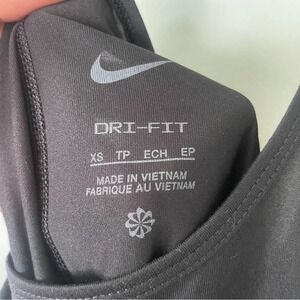 DRI-FIT
XS TP ECH EP
MADE IN VIETNAM
FABRIQUE AU VIETNAM